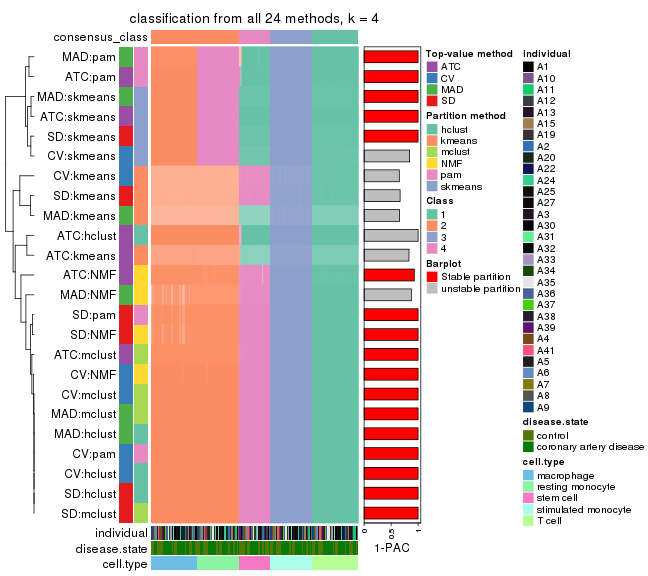 classification from all 24 methods, k = 4
consensus_class
MAD:pam
ATC:pam
MAD:skmeans
ATC:skmeans
SD:skmeans
CV:skmeans
CV:kmeans
SD:kmeans
MAD:kmeans
ATC:hclust
ATC:kmeans
ATC:NMF
MAD:NMF
SD:pam
SD:NMF
ATC:mclust
CV:NMF
CV:mclust
MAD:mclust
MAD:hclust
CV:pam
CV:hclust
SD:hclust
SD:mclust
individual
disease.state
cell.type
0
0.5
1
1-PAC
Top-value method
ATC
CV
MAD
SD
Partition method
hclust
kmeans
mclust
NMF
pam
skmeans
Class
1
2
3
4
Barplot
Stable partition
unstable partition
individual
A1
A10
A11
A12
A13
A15
A19
A2
A20
A22
A24
A25
A27
A3
A30
A31
A32
A33
A34
A35
A36
A37
A38
A39
A4
A41
A5
A6
A7
A8
A9
disease.state
control
coronary artery disease
cell.type
macrophage
resting monocyte
stem cell
stimulated monocyte
T cell